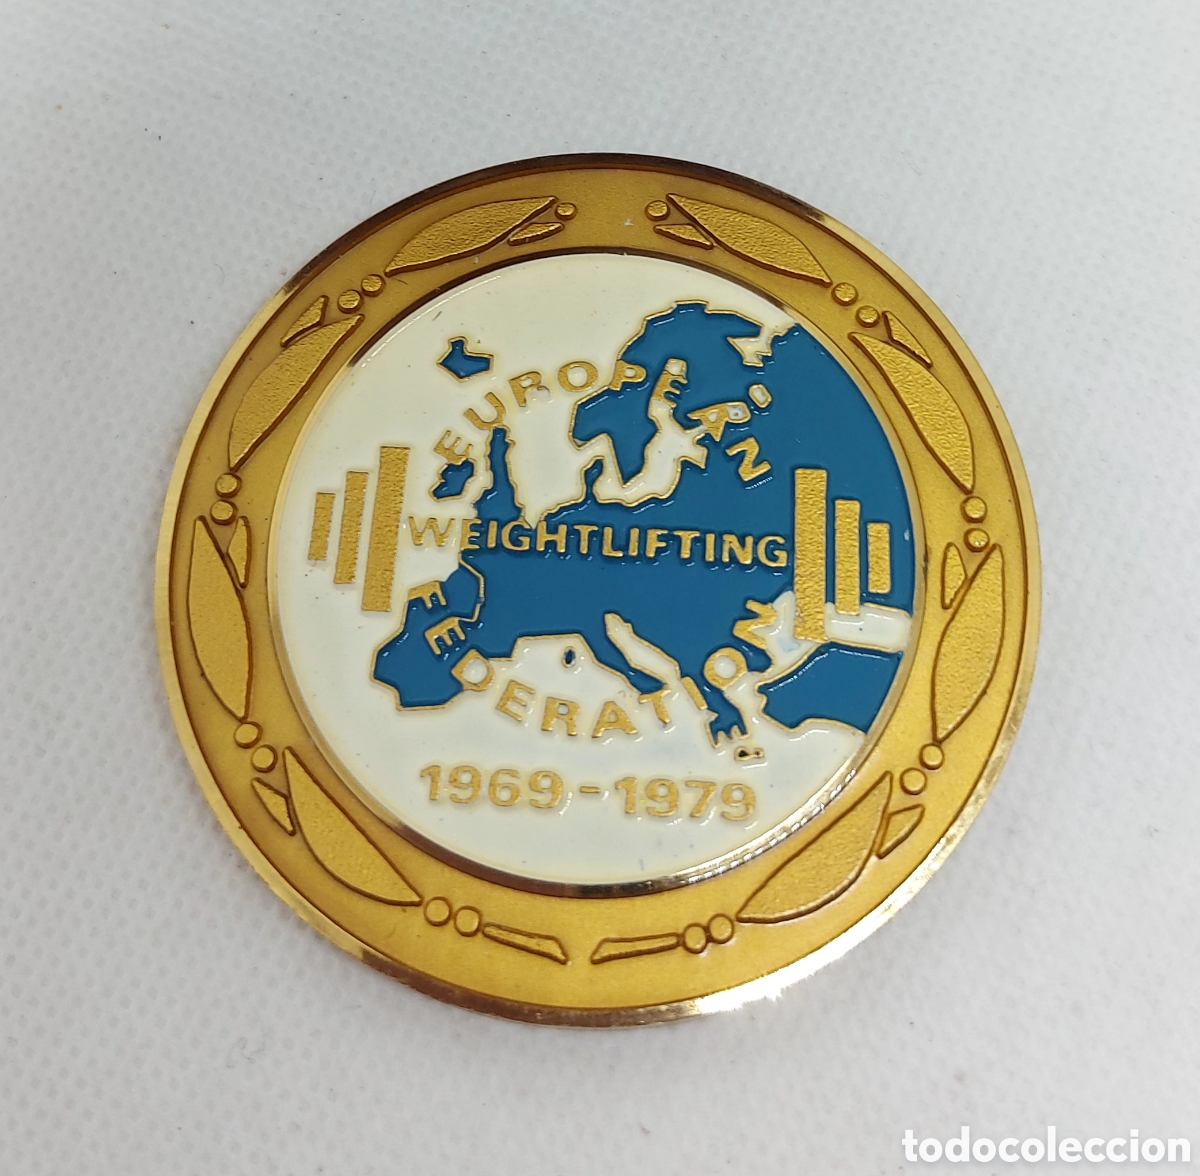 EUROPEAN
WEIGHTLIFTING
FEDERATION
1969-1979
todocoleccion